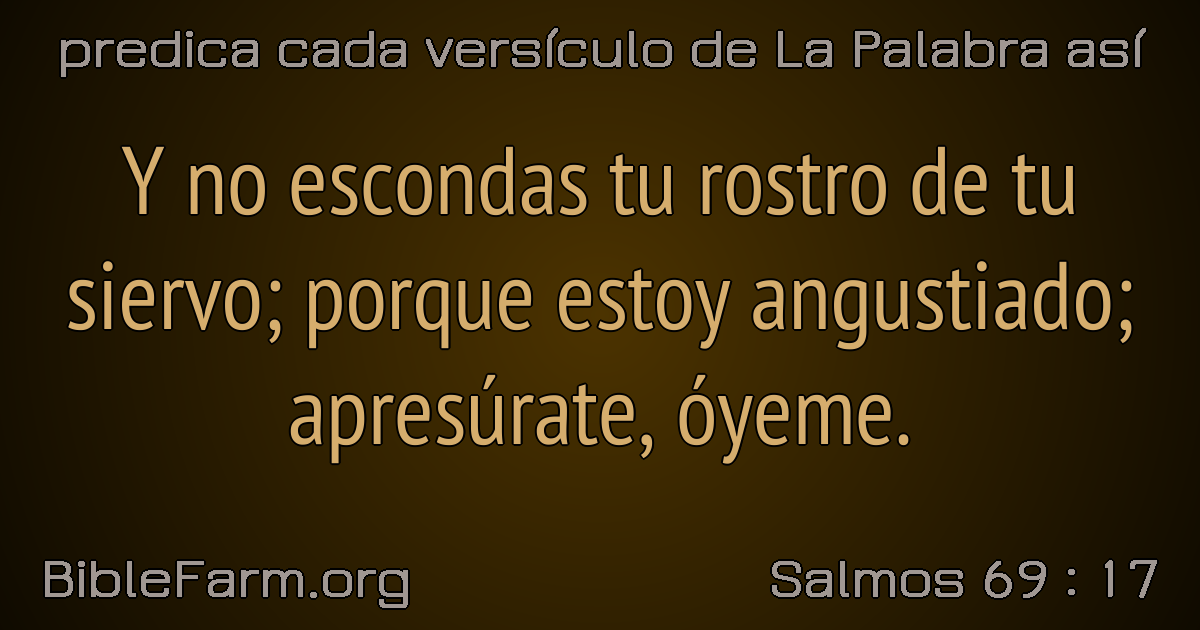 predica cada versículo de La Palabra así
Y no escondas tu rostro de tu
siervo; porque estoy angustiado;
apresúrate, óyeme.
BibleFarm.org
Salmos 69 : 17